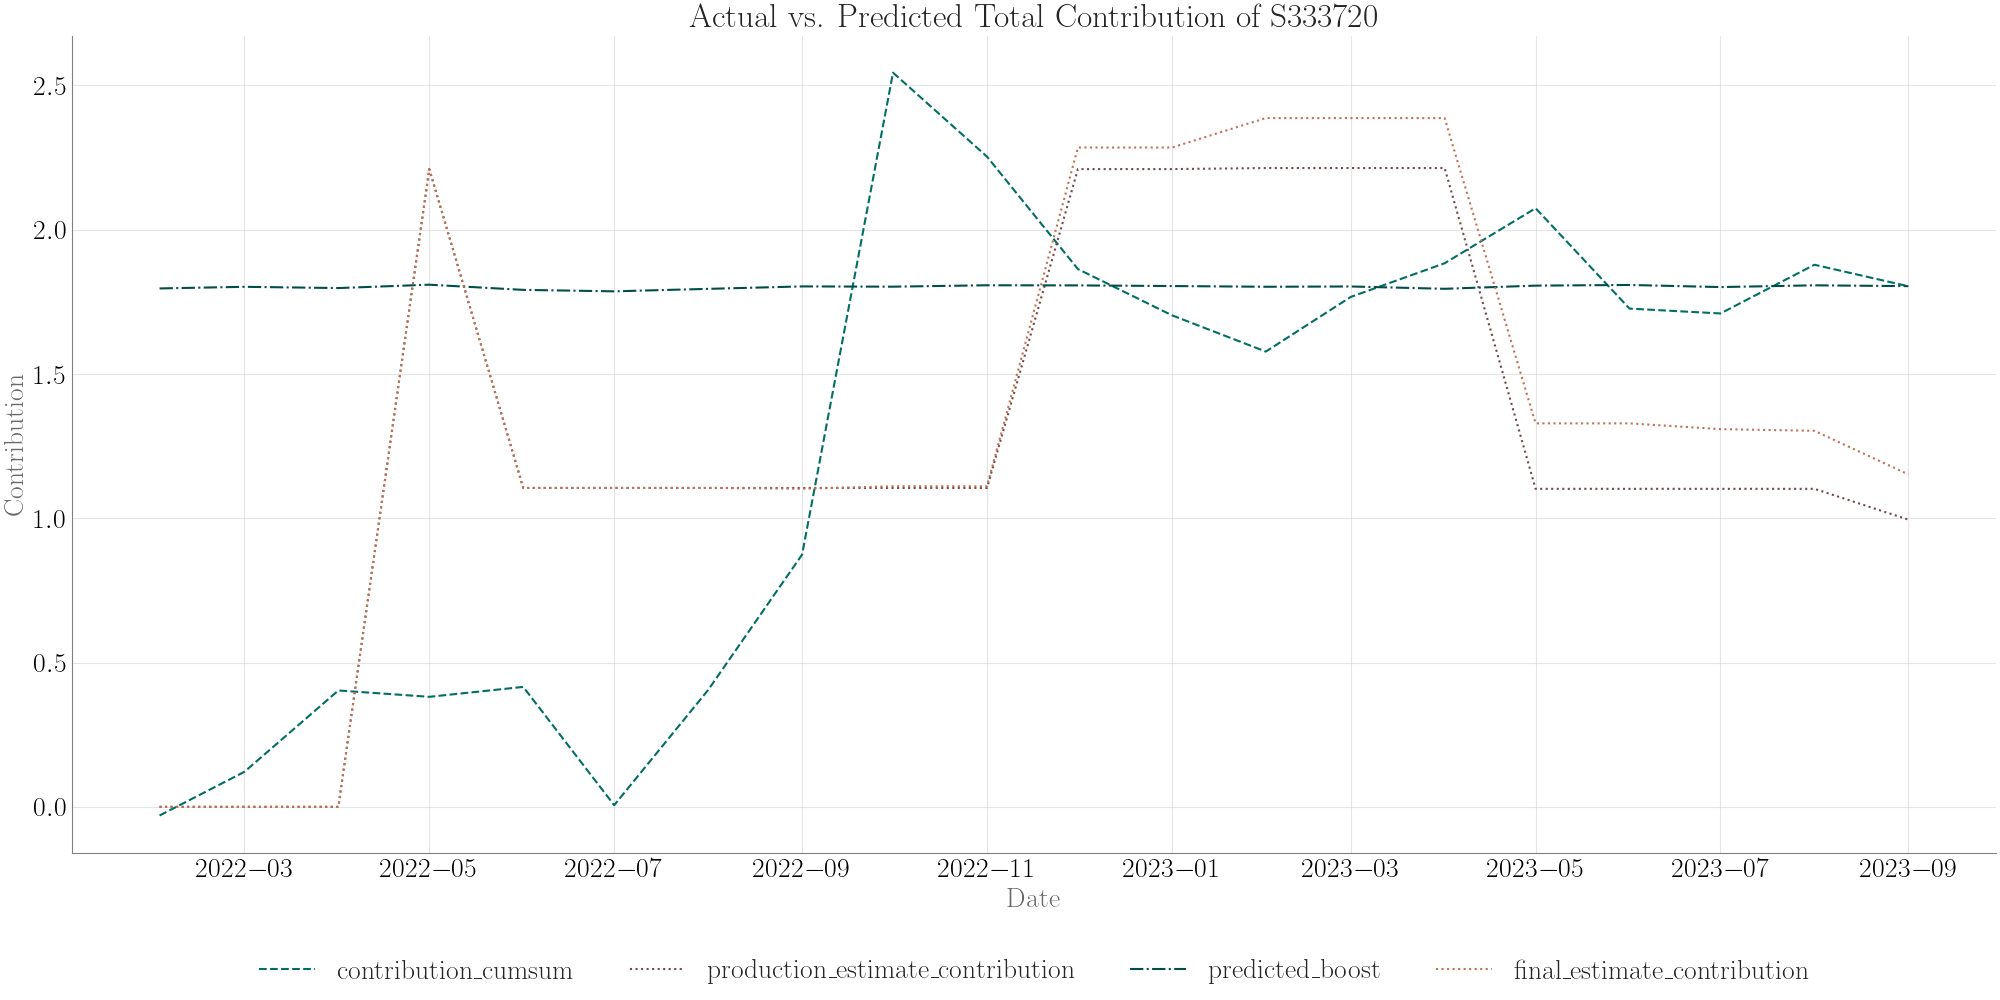 Actual vs. Predicted Total Contribution of S333720
Contribution
2.5
2.0
1.5
1.0
0.5
0.0
2022−03 2022−05 2022−07 2022−09 2022−11 2023−01 2023−03 2023−05 2023−07 2023−09
Date
contribution_cumsum production_estimate_contribution predicted_boost final_estimate_contribution